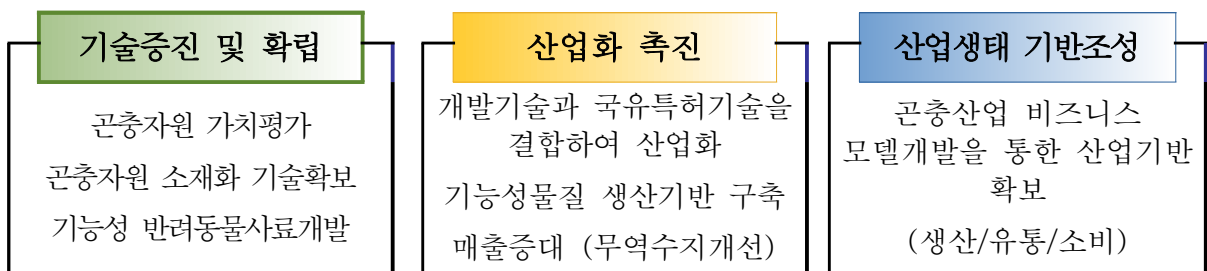 기술증진 및 확립
곤충자원 가치평가
곤충자원 소재화 기술확보
기능성 반려동물사료개발
산업화 촉진
개발기술과 국유특허기술을
결합하여 산업화
기능성물질 생산기반 구축
매출증대 (무역수지개선)
산업생태 기반조성
곤충산업 비즈니스
모델개발을 통한 산업기반
확보
(생산/유통/소비)